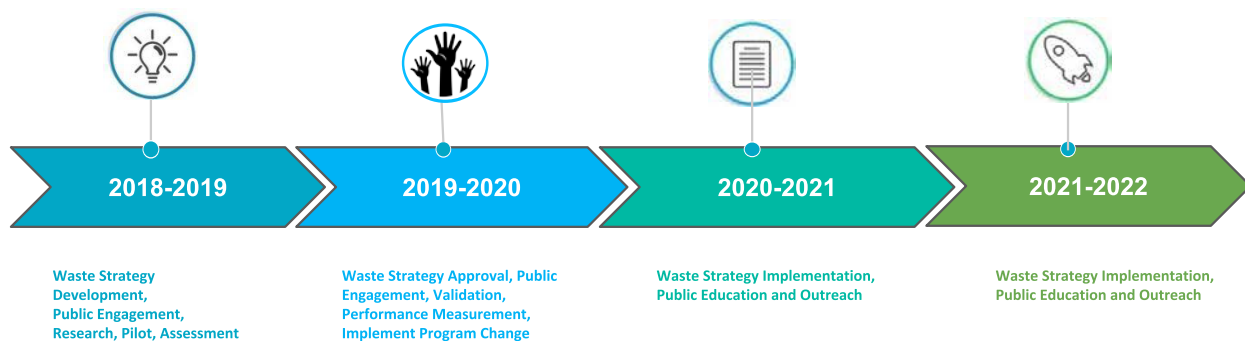 2018-2019
2019-2020
2020-2021
2021-2022
Waste Strategy
Development,
Public Engagement,
Research, Pilot, Assessment
Waste Strategy Approval, Public
Engagement, Validation,
Performance Measurement,
Implement Program Change
Waste Strategy Implementation,
Public Education and Outreach
Waste Strategy Implementation,
Public Education and Outreach